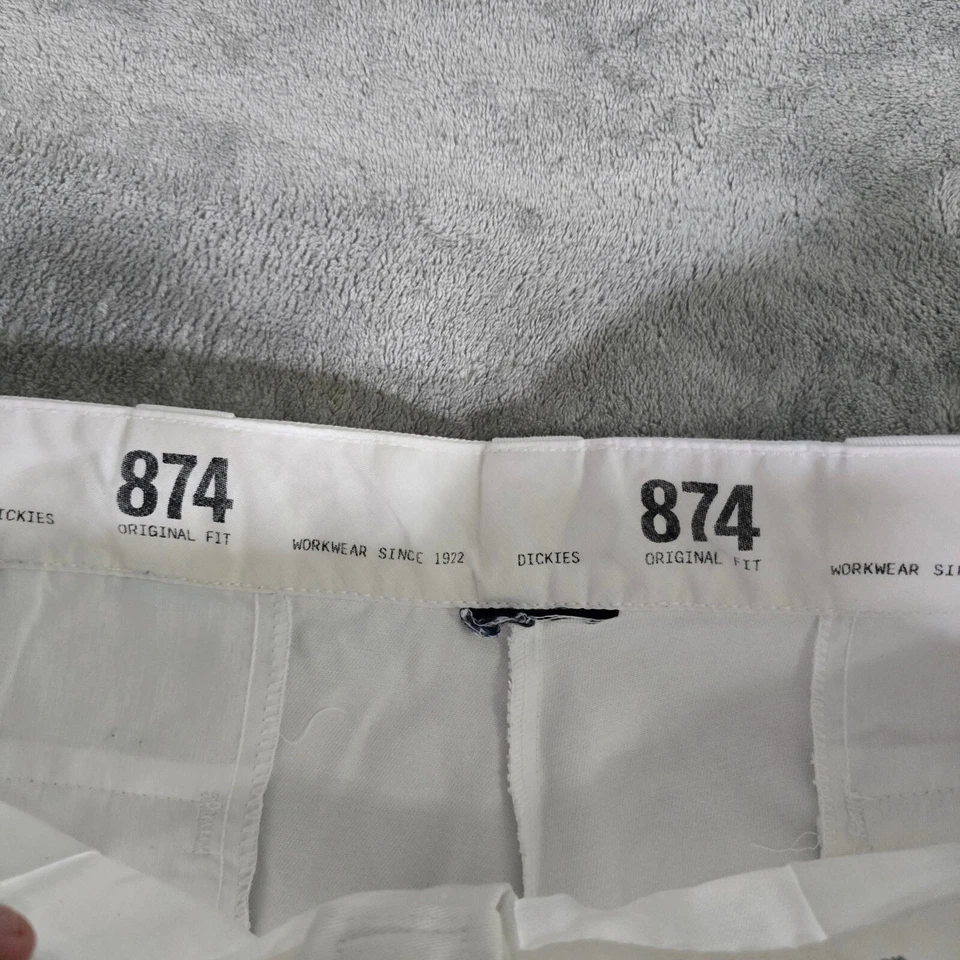 ICKIES
874
ORIGINAL FIT
WORKWEAR SINCE 1922
DICKIES
874
ORIGINAL FIT
WORKWEAR SI